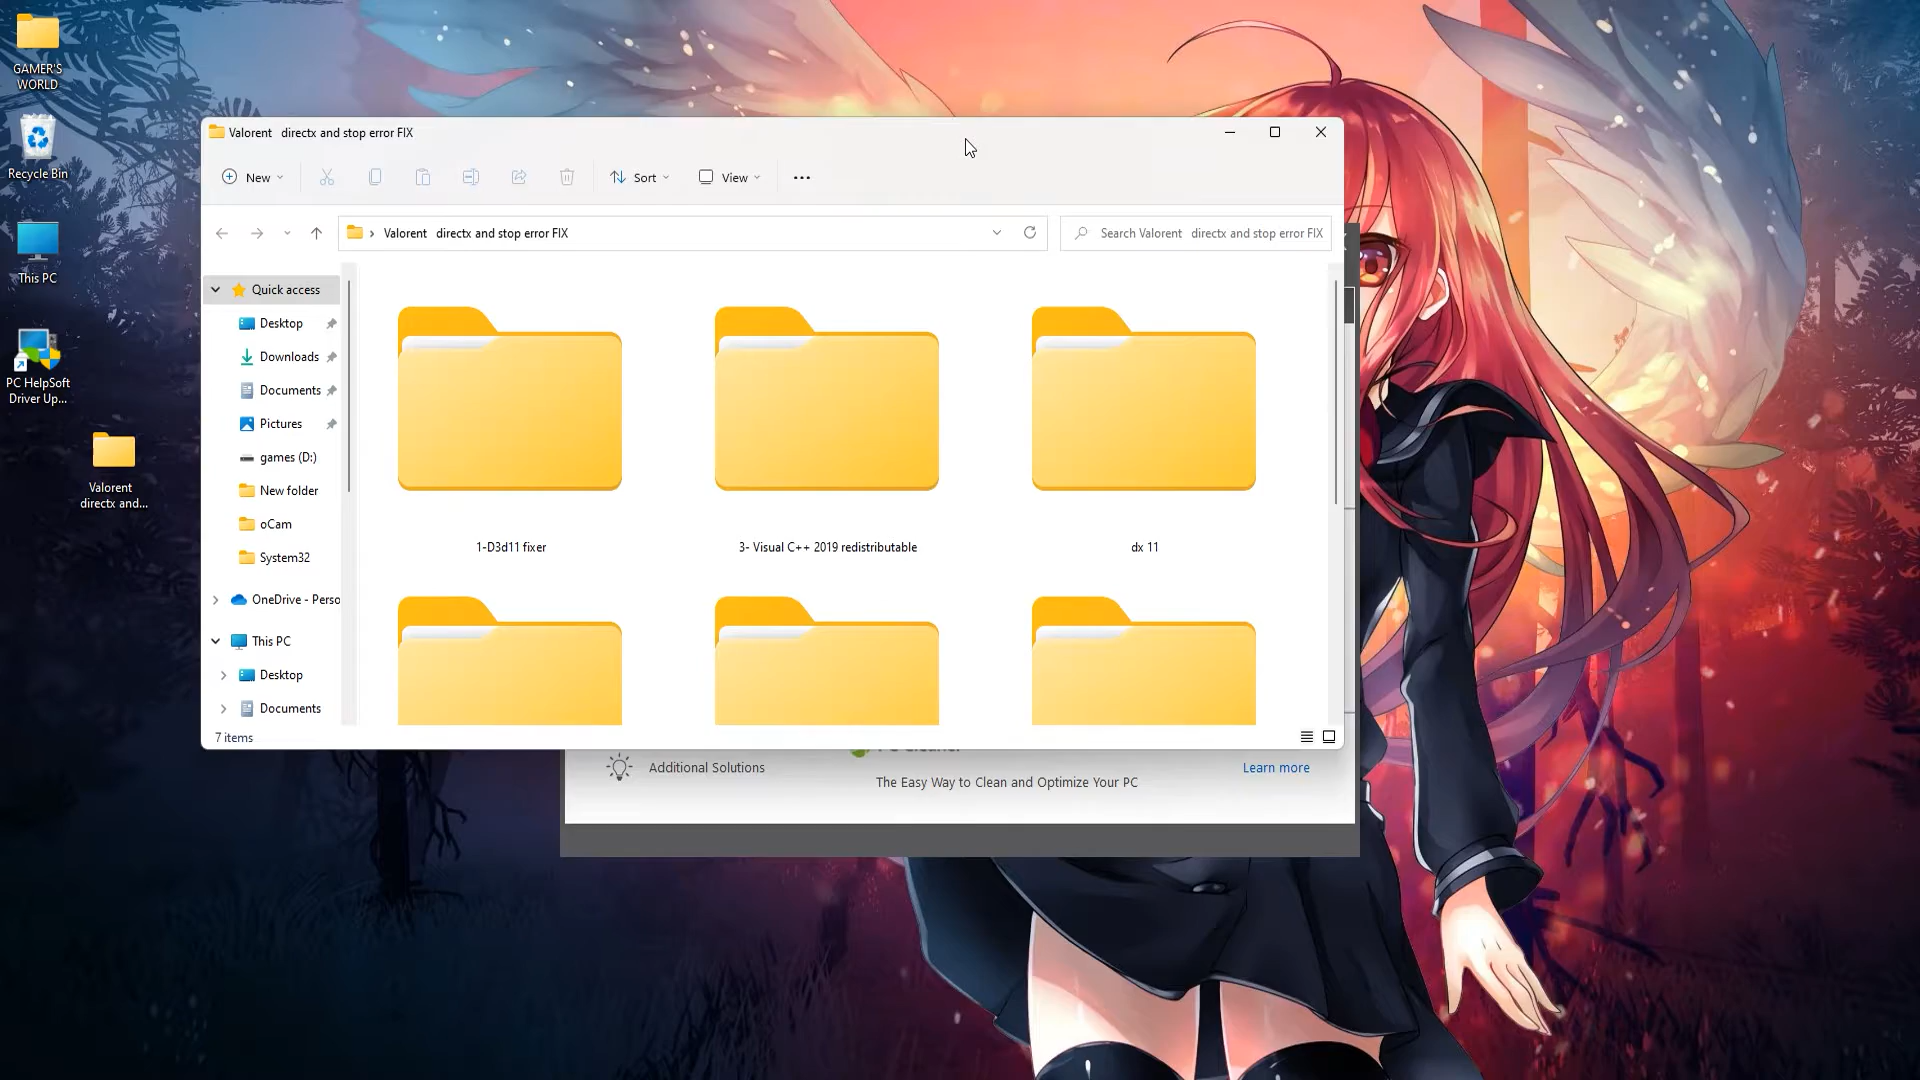 GAMER'S
WORLD
Recycle Bin
This PC
PC HelpSoft
Driver Up...
Valorent
directx and...
Valorent directx and stop error FIX
New
Sort
View
Valorent directx and stop error FIX
Search Valorent directx and stop error FIX
Quick access
Desktop
Downloads
Documents
Pictures
games (D:)
New folder
oCam
System32
OneDrive - Perso
This PC
Desktop
Documents
1-D3d11 fixer
3- Visual C++ 2019 redistributable
dx 11
7 items
Additional Solutions
The Easy Way to Clean and Optimize Your PC
Learn more